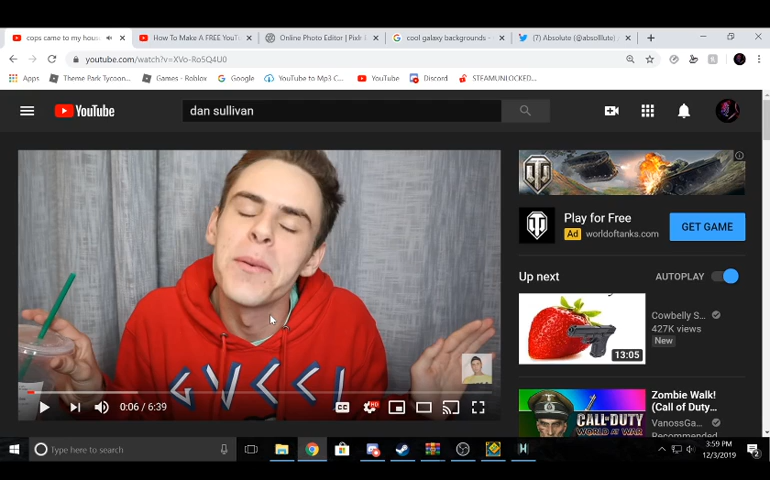 cops came to my hous
How To Make A FREE YouT
Online Photo Editor | Pixlr
cool galaxy backgrounds -
(7) Absolute (@absolllute)
youtube.com/watch?v=XVo-Ro5Q4U0
Apps
Theme Park Tycoon...
Games - Roblox
Google
YouTube to Mp3 C...
YouTube
Discord
STEAMUNLOCKED...
YouTube
dan sullivan
Play for Free
Ad worldoftanks.com
GET GAME
Up next
AUTOPLAY
Cowbelly S...
427K views
New
13:05
Zombie Walk!
(Call of Duty...
VanossGa...
Recommended
CALL OF DUTY
WORLD AT WAR
GVCCI
0:06 / 6:39
CC
HD
Type here to search
3:59 PM
12/3/2019
2